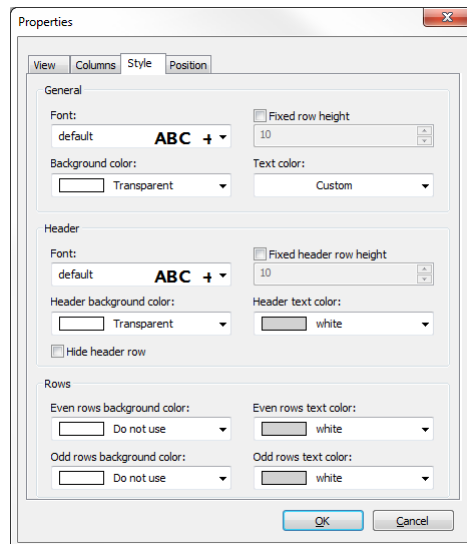 Properties
View Columns Style Position
General
Font:
Fixed row height
default ABC +
10
Background color:
Text color:
Transparent
Custom
Header
Font:
Fixed header row height
default ABC +
10
Header background color:
Header text color:
Transparent
white
Hide header row
Rows
Even rows background color:
Even rows text color:
Do not use
white
Odd rows background color:
Odd rows text color:
Do not use
white
OK Cancel